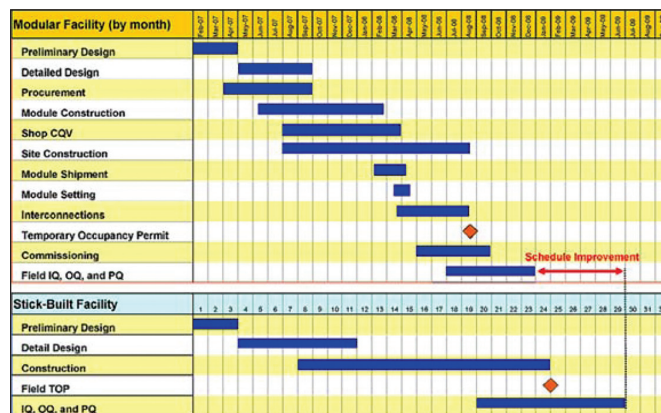 Modular Facility (by month) Feb-07 Mar-07 Apr-07 May-07 Jun-07 Jul-07 Aug-07 Sep-07 Oct-07 Nov-07 Dec-07 Jan-08 Feb-08 Mar-08 Apr-08 May-08 Jun-08 Jul-08 Aug-08 Sep-08 Oct-08 Nov-08 Dec-08 Jan-09 Feb-09 Mar-09 Apr-09 May-09 Jun-09 Jul-09 Aug-09
Preliminary Design
Detailed Design
Procurement
Module Construction
Shop CQV
Site Construction
Module Shipment
Module Setting
Interconnections
Temporary Occupancy Permit
Commissioning
Schedule Improvement
Field IQ, OQ, and PQ
Stick-Built Facility 1 2 3 4 5 6 7 8 9 10 11 12 13 14 15 16 17 18 19 20 21 22 23 24 25 26 27 28 29 30 31
Preliminary Design
Detail Design
Construction
Field TOP
IQ, OQ, and PQ